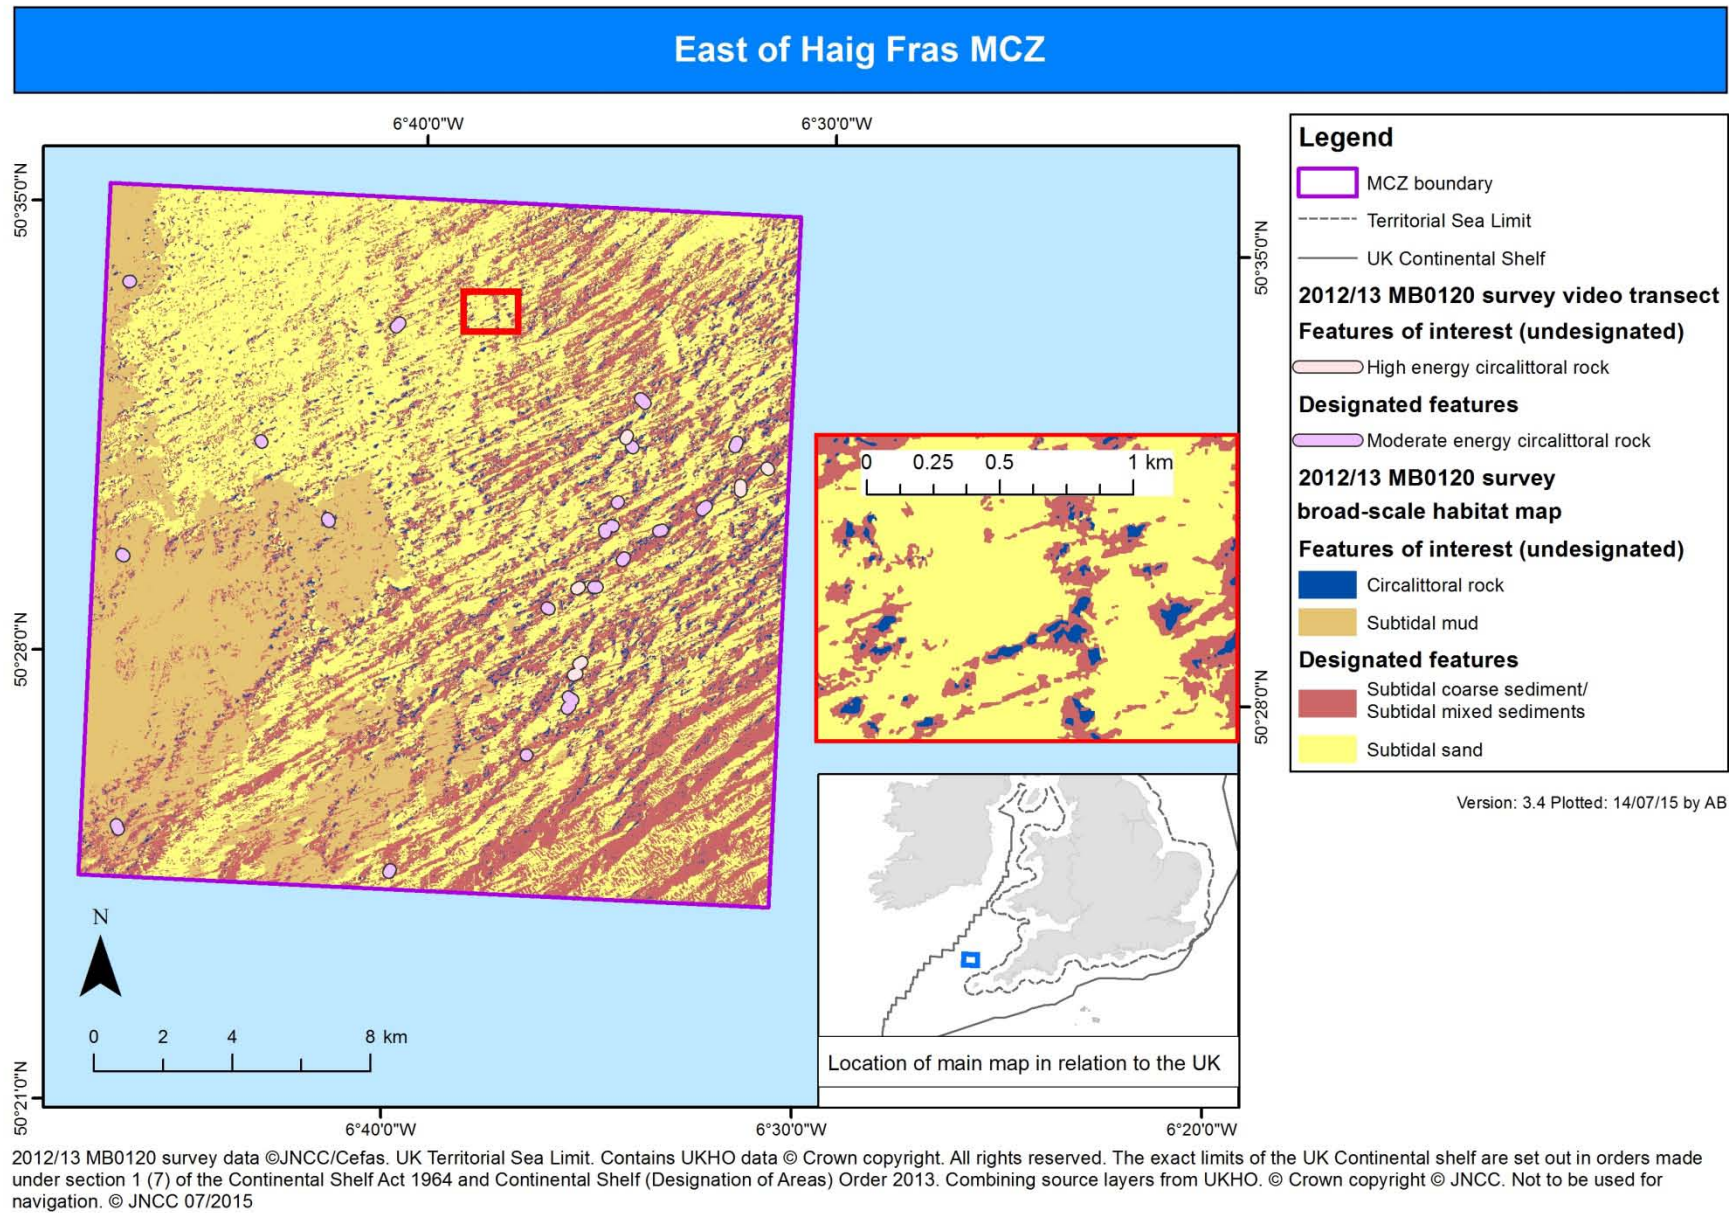 East of Haig Fras MCZ
6°40'0"W
6°30'0"W
50°35'0"N
50°35'0"N
50°28'0"N
50°28'0"N
50°21'0"N
6°40'0"W
6°30'0"W
6°20'0"W
N
0 2 4 8 km
0 0.25 0.5 1 km
Location of main map in relation to the UK
Legend
MCZ boundary
Territorial Sea Limit
UK Continental Shelf
2012/13 MB0120 survey video transect
Features of interest (undesignated)
High energy circalittoral rock
Designated features
Moderate energy circalittoral rock
2012/13 MB0120 survey
broad-scale habitat map
Features of interest (undesignated)
Circalittoral rock
Subtidal mud
Designated features
Subtidal coarse sediment/
Subtidal mixed sediments
Subtidal sand
Version: 3.4 Plotted: 14/07/15 by AB
2012/13 MB0120 survey data ©JNCC/Cefas. UK Territorial Sea Limit. Contains UKHO data © Crown copyright. All rights reserved. The exact limits of the UK Continental shelf are set out in orders made
under section 1 (7) of the Continental Shelf Act 1964 and Continental Shelf (Designation of Areas) Order 2013. Combining source layers from UKHO. © Crown copyright © JNCC. Not to be used for
navigation. © JNCC 07/2015